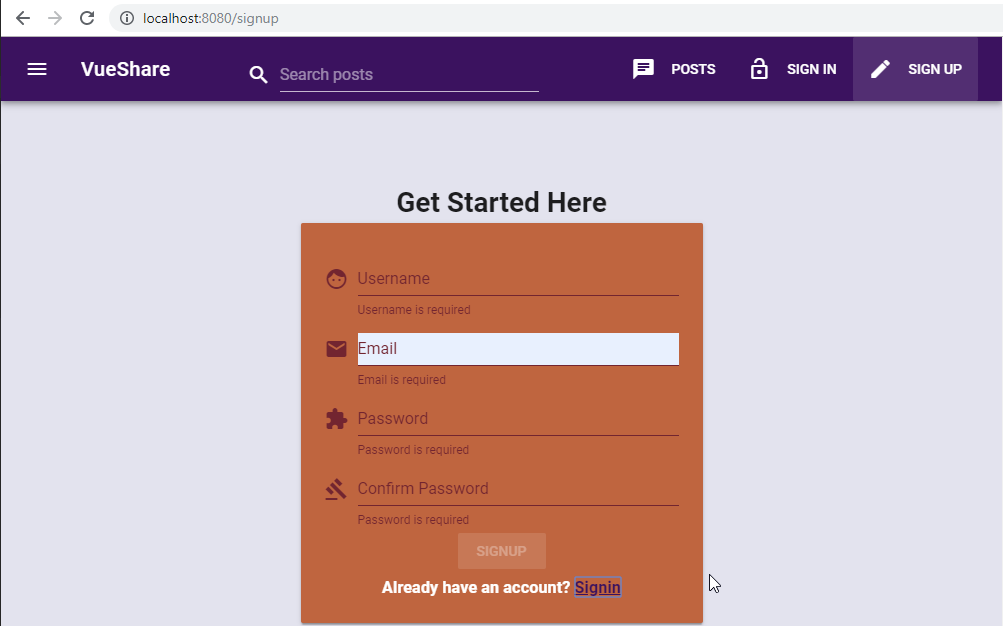 localhost:8080/signup
VueShare
Search posts
POSTS
SIGN IN
SIGN UP
Get Started Here
Username
Username is required
Email
Email is required
Password
Password is required
Confirm Password
Password is required
SIGNUP
Already have an account? Signin